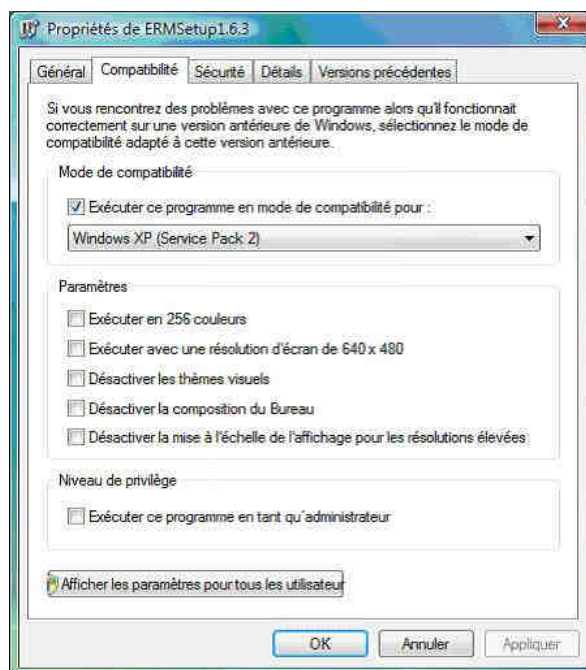 Propriétés de ERMSetup1.6.3
Général Compatibilité Sécurité Détails Versions précédentes
Si vous rencontrez des problèmes avec ce programme alors qu'il fonctionnait
correctement sur une version antérieure de Windows, sélectionnez le mode de
compatibilité adapté à cette version antérieure.
Mode de compatibilité
Exécuter ce programme en mode de compatibilité pour :
Windows XP (Service Pack 2)
Paramètres
Exécuter en 256 couleurs
Exécuter avec une résolution d'écran de 640 x 480
Désactiver les thèmes visuels
Désactiver la composition du Bureau
Désactiver la mise à l'échelle de l'affichage pour les résolutions élevées
Niveau de privilège
Exécuter ce programme en tant qu'administrateur
Afficher les paramètres pour tous les utilisateur
OK Annuler Appliquer